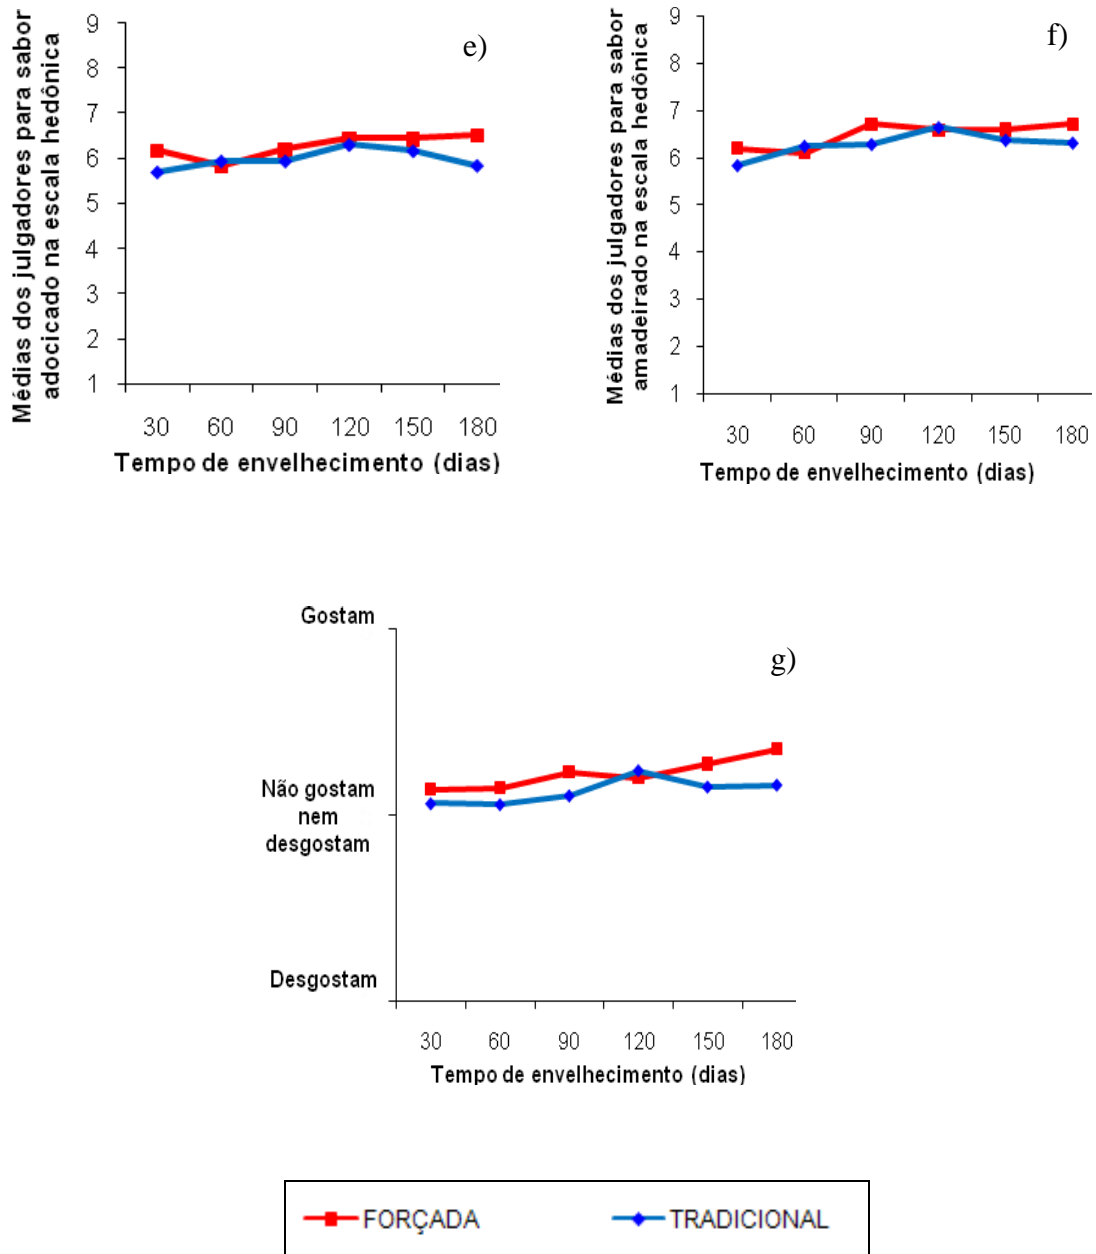 Médias dos julgadores para sabor
adocicado na escala hedônica
9
8
7
6
5
4
3
2
1
e)
30 60 90 120 150 180
Tempo de envelhecimento (dias)
Médias dos julgadores para sabor
amadeirado na escala hedônica
9
8
7
6
5
4
3
2
1
f)
30 60 90 120 150 180
Tempo de envelhecimento (dias)
Gostam
g)
Não gostam
nem
desgostam
Desgostam
30 60 90 120 150 180
Tempo de envelhecimento (dias)
FORÇADA TRADICIONAL